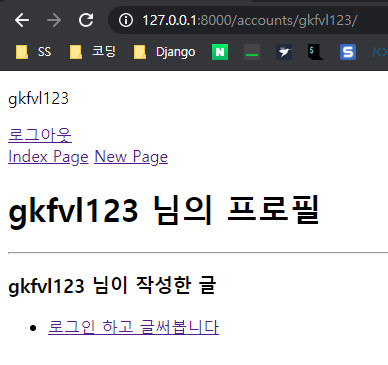 127.0.0.1:8000/accounts/gkfvl123/
SS 코딩 Django N $ S
gkfvl123
로그아웃
Index Page New Page
gkfvl123 님의 프로필
gkfvl123 님이 작성한 글
로그인 하고 글써봅니다